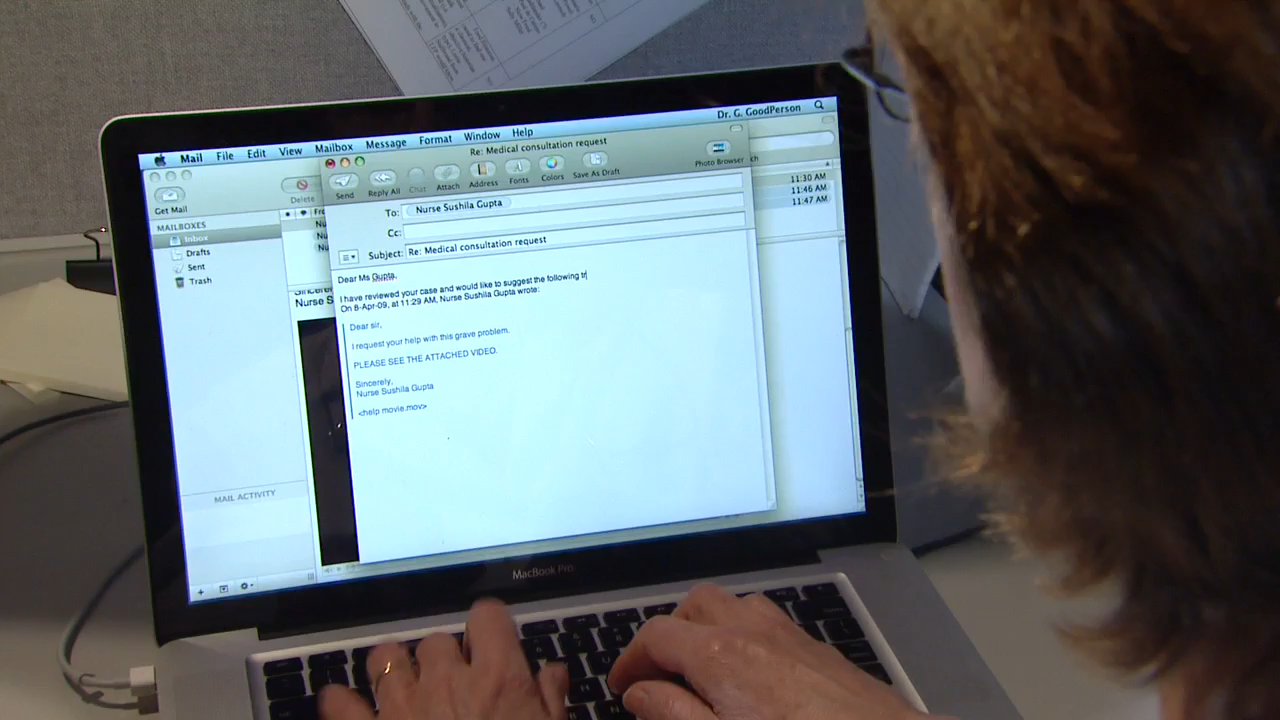 Mail File Edit View Mailbox Message Format Window Help Dr. G. GoodPerson
Re: Medical consultation request
Get Mail
Delete
Send Reply All Chat Attach Address Fonts Colors Save As Draft Photo Browser
MAILBOXES
Inbox
Drafts
Sent
Trash
To: Nurse Sushila Gupta
Cc:
Subject: Re: Medical consultation request
11:30 AM
11:46 AM
11:47 AM
Dear Ms Gupta,
I have reviewed your case and would like to suggest the following tr
On 8-Apr-09, at 11:29 AM, Nurse Sushila Gupta wrote:
Dear sir,
I request your help with this grave problem.
PLEASE SEE THE ATTACHED VIDEO.
Sincerely,
Nurse Sushila Gupta
<help movie.mov>
Nurse S
MAIL ACTIVITY
MacBook Pro